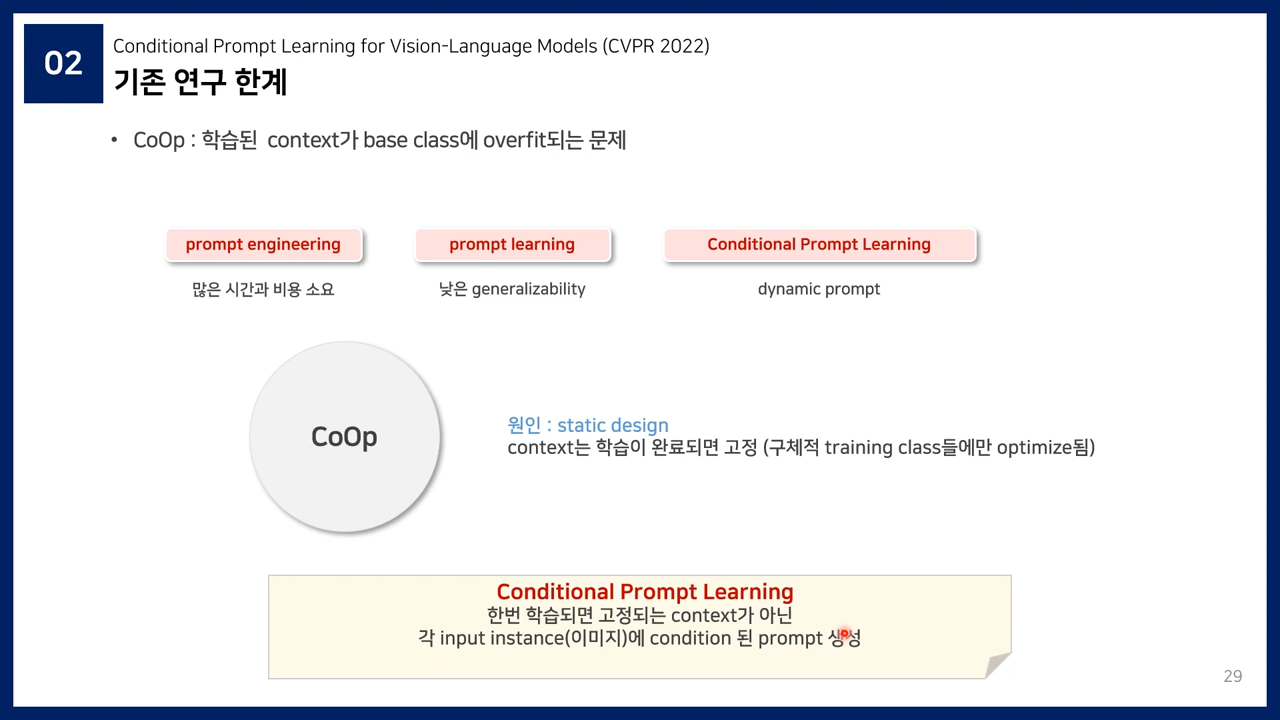 02
Conditional Prompt Learning for Vision-Language Models (CVPR 2022)
기존 연구 한계
• CoOp : 학습된 context가 base class에 overfit되는 문제
prompt engineering
많은 시간과 비용 소요
prompt learning
낮은 generalizability
Conditional Prompt Learning
dynamic prompt
CoOp
원인 : static design
context는 학습이 완료되면 고정 (구체적 training class들에만 optimize됨)
Conditional Prompt Learning
한번 학습되면 고정되는 context가 아닌
각 input instance(이미지)에 condition 된 prompt 생성
29